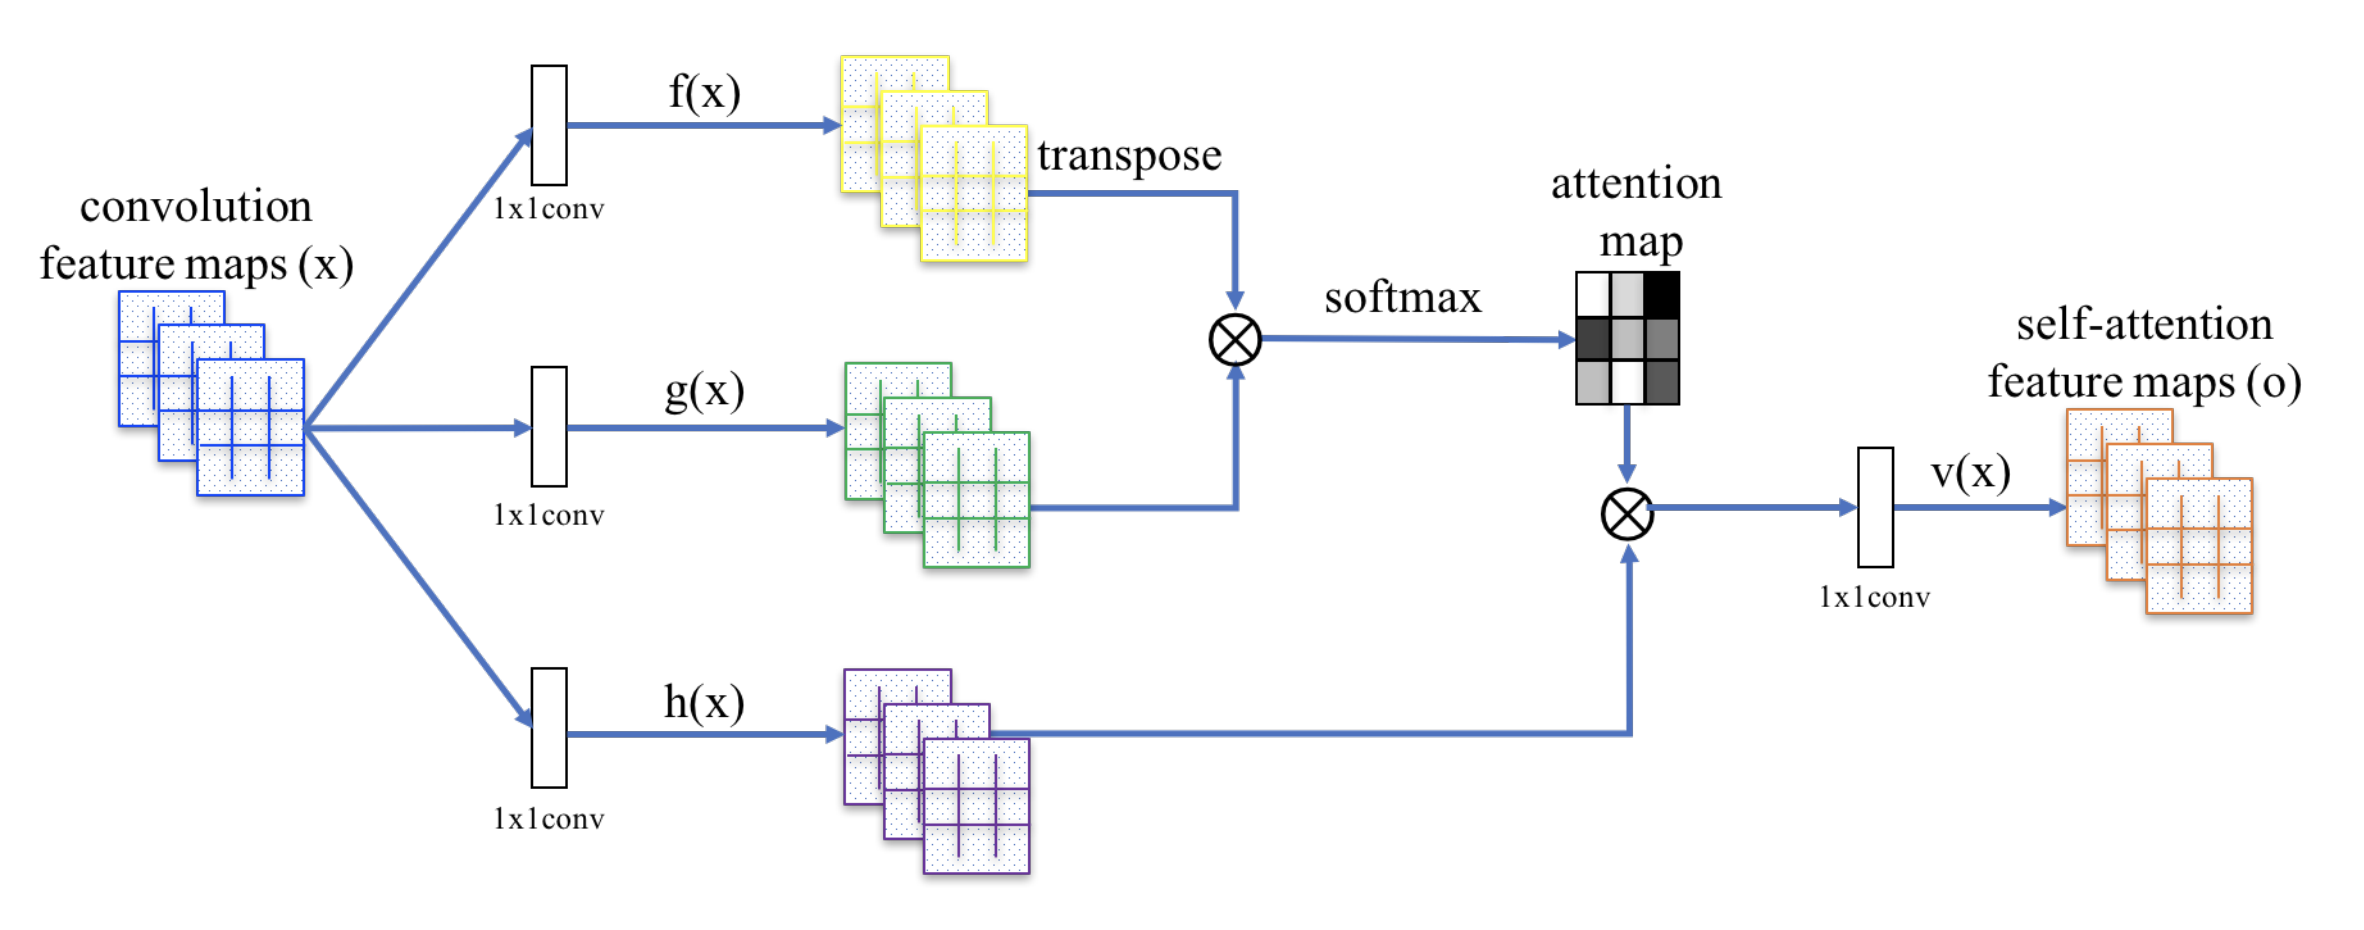 convolution
feature maps (x)
f(x)
1x1conv
transpose
g(x)
1x1conv
h(x)
1x1conv
softmax
attention
map
1x1conv
v(x)
self-attention
feature maps (o)